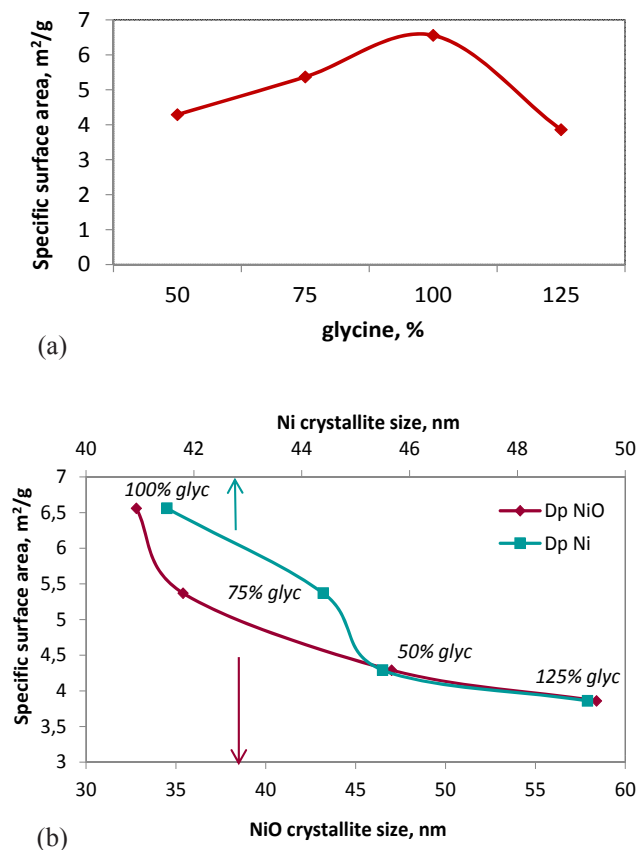 Specific surface area, m²/g
7
6
5
4
3
2
1
0
50 75 100 125
glycine, %
(a)
Ni crystallite size, nm
40 42 44 46 48 50
Specific surface area, m²/g
7
6,5
6
5,5
5
4,5
4
3,5
3
100% glyc
75% glyc
50% glyc
125% glyc
Dp NiO
Dp Ni
30 35 40 45 50 55 60
NiO crystallite size, nm
(b)